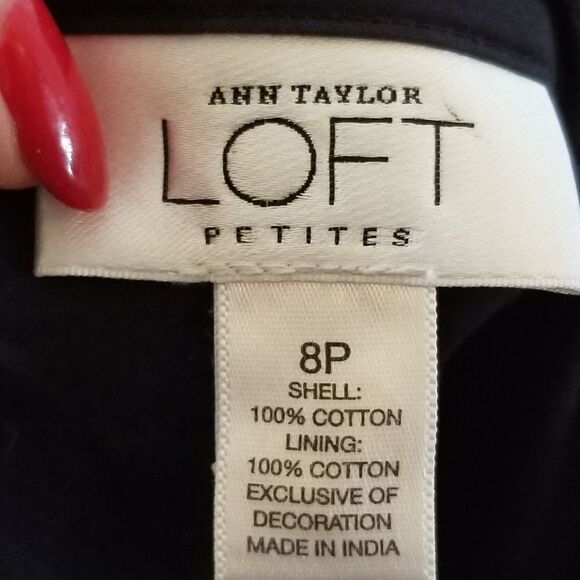 ANN TAYLOR
LOFT
PETITES
8P
SHELL:
100% COTTON
LINING:
100% COTTON
EXCLUSIVE OF
DECORATION
MADE IN INDIA